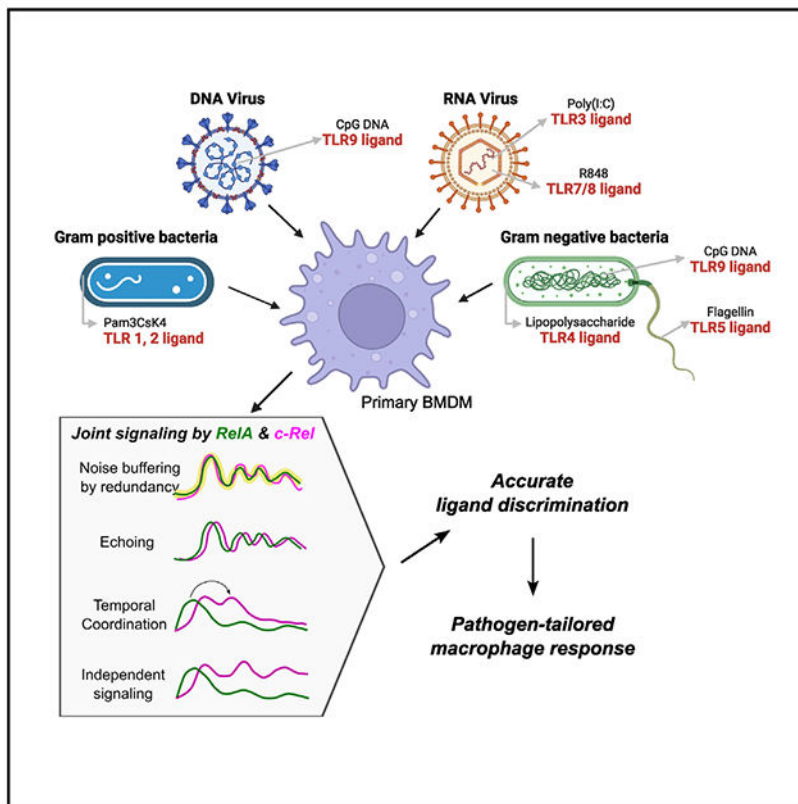 DNA Virus
CpG DNA
TLR9 ligand
RNA Virus
Poly(I:C)
TLR3 ligand
R848
TLR7/8 ligand
Gram positive bacteria
Pam3CsK4
TLR 1, 2 ligand
Gram negative bacteria
CpG DNA
TLR9 ligand
Lipopolysaccharide
TLR4 ligand
Flagellin
TLR5 ligand
Primary BMDM
Joint signaling by RelA & c-Rel
Noise buffering
by redundancy
Echoing
Temporal
Coordination
Independent
signaling
Accurate
ligand discrimination
Pathogen-tailored
macrophage response